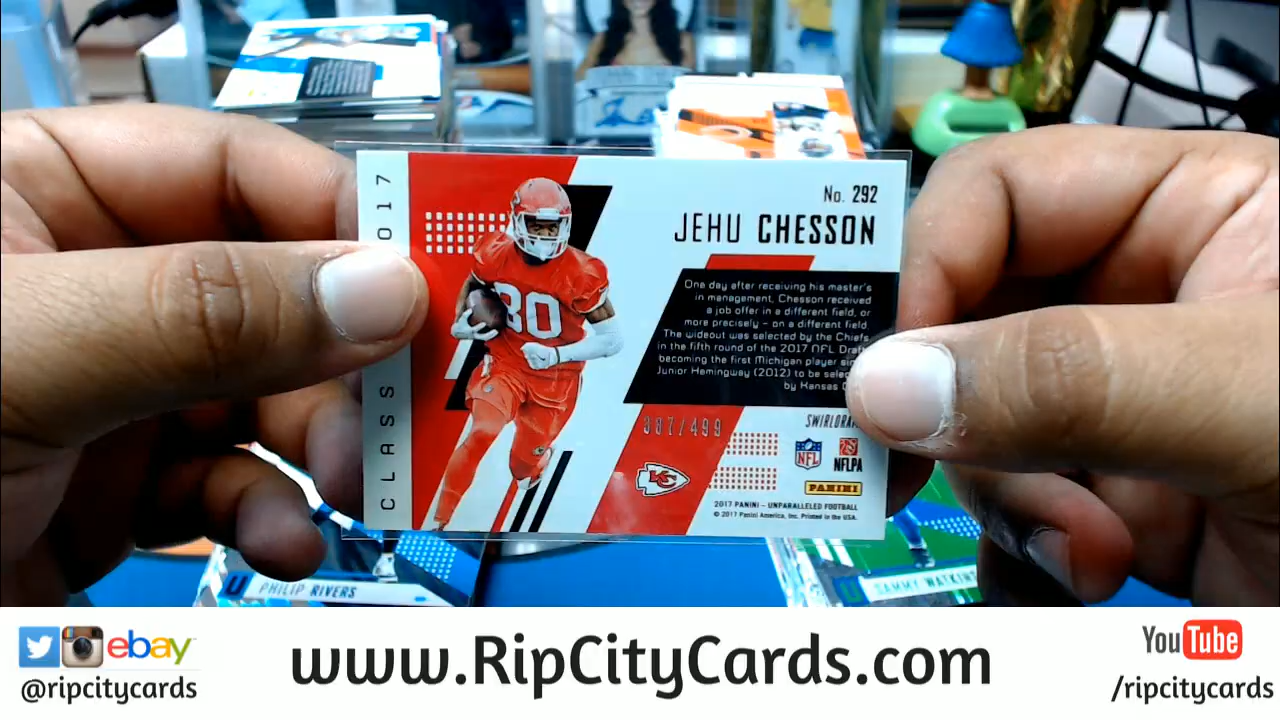 No. 292
JEHU CHESSON
One day after receiving his master's
in management, Chesson received
a job offer in a different field, or
more precisely – on a different field.
The wideout was selected by the Chiefs
in the fifth round of the 2017 NFL Draft
becoming the first Michigan player
Junior Hemingway (2012) to be
by Kansas
CLASS
017
387/499
KC
NFL
NFLPA
PANINI
2017 PANINI – UNPARALLELED FOOTBALL
© 2017 Panini America, Inc. Printed in the USA.
U PHILIP RIVERS
U SAMMY WATKINS
ebay
@ripcitycards
www.RipCityCards.com
YouTube
/ripcitycards